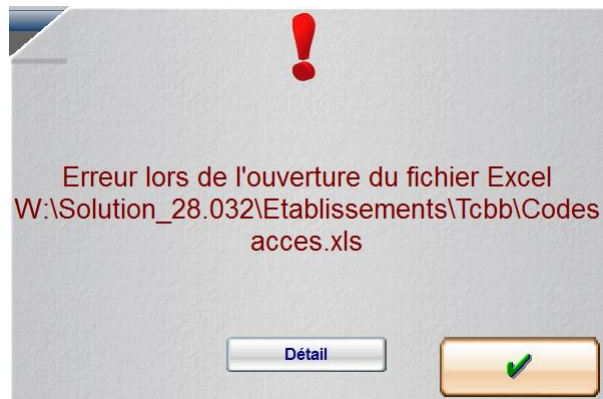 Erreur lors de l'ouverture du fichier Excel
W:\Solution_28.032\Etablissements\Tcbb\Codes
acces.xls
Détail